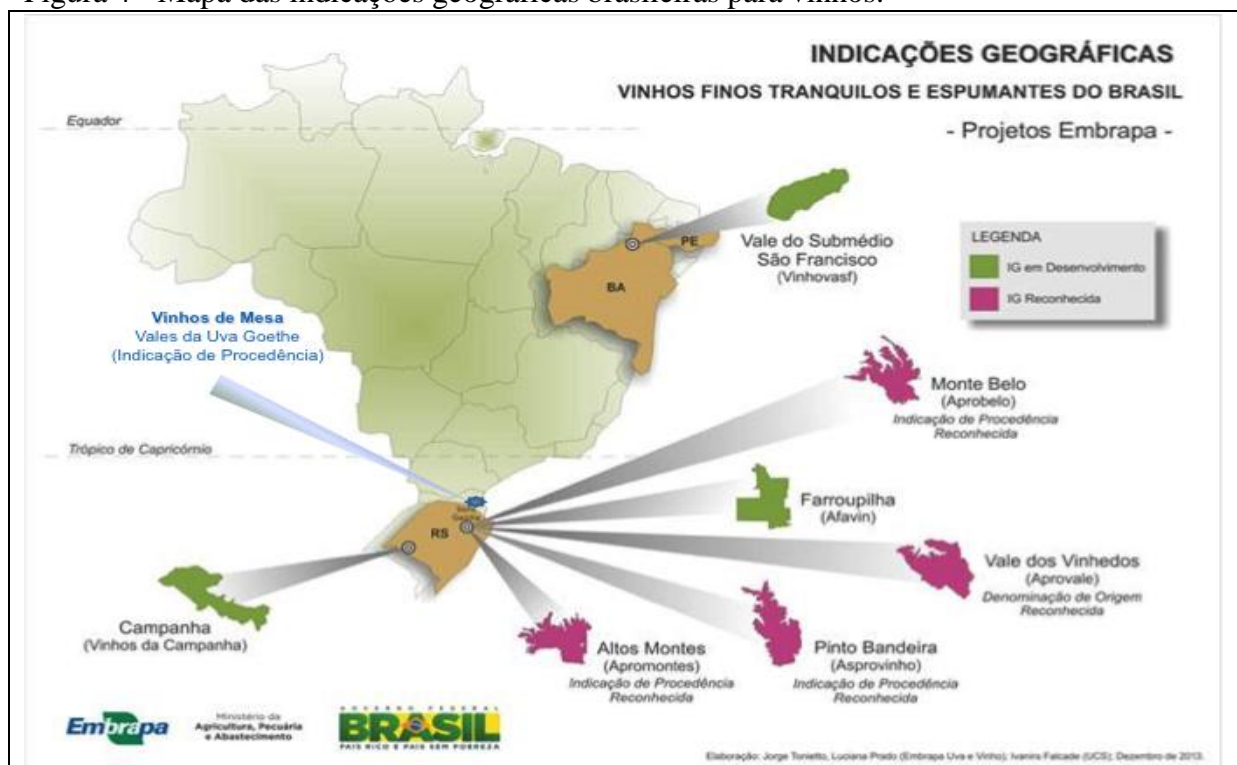 Figura 4 - Mapa das indicações geográficas brasileiras para vinhos.
INDICAÇÕES GEOGRÁFICAS
VINHOS FINOS TRANQUILOS E ESPUMANTES DO BRASIL
- Projetos Embrapa -
Equador
Vale do Submédio
São Francisco
(Vinhovasf)
LEGENDA
IG em Desenvolvimento
IG Reconhecida
PE
BA
Vinhos de Mesa
Vales da Uva Goethe
(Indicação de Procedência)
Monte Belo
(Aprobelo)
Indicação de Procedência
Reconhecida
Trópico de Capricórnio
Farroupilha
(Afavin)
RS
Vale dos Vinhedos
(Aprovale)
Denominação de Origem
Reconhecida
Campanha
(Vinhos da Campanha)
Altos Montes
(Apromontes)
Indicação de Procedência
Reconhecida
Pinto Bandeira
(Asprovinho)
Indicação de Procedência
Reconhecida
Embrapa
Ministério da
Agricultura, Pecuária
e Abastecimento
GOVERNO FEDERAL
BRASIL
PAÍS RICO É PAÍS SEM POBREZA
Elaboração: Jorge Tonietto, Luciana Prado (Embrapa Uva e Vinho); Ivanira Falcade (UCS); Dezembro de 2013.